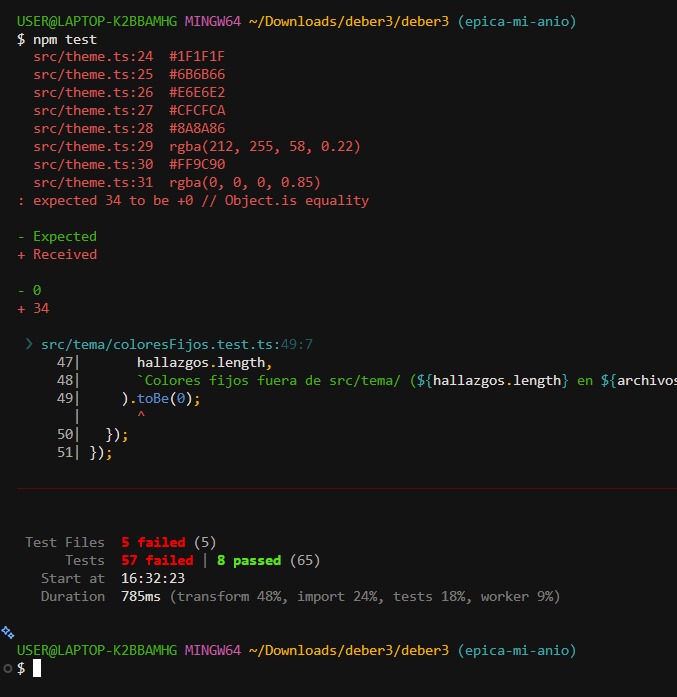 USER@LAPTOP-K2BBAMHG MINGW64 ~/Downloads/deber3/deber3 (epica-mi-anio)
$ npm test
src/theme.ts:24  #1F1F1F
src/theme.ts:25  #6B6B66
src/theme.ts:26  #E6E6E2
src/theme.ts:27  #CFCFCA
src/theme.ts:28  #8A8A86
src/theme.ts:29  rgba(212, 255, 58, 0.22)
src/theme.ts:30  #FF9C90
src/theme.ts:31  rgba(0, 0, 0, 0.85)
: expected 34 to be +0 // Object.is equality
- Expected
+ Received
- 0
+ 34
❯ src/tema/coloresFijos.test.ts:49:7
47|       hallazgos.length,
48|       `Colores fijos fuera de src/tema/ (${hallazgos.length} en ${archivos
49|     ).toBe(0);
|       ^
50|   });
51| });
Test Files  5 failed (5)
Tests  57 failed | 8 passed (65)
Start at  16:32:23
Duration  785ms (transform 48%, import 24%, tests 18%, worker 9%)
USER@LAPTOP-K2BBAMHG MINGW64 ~/Downloads/deber3/deber3 (epica-mi-anio)
$